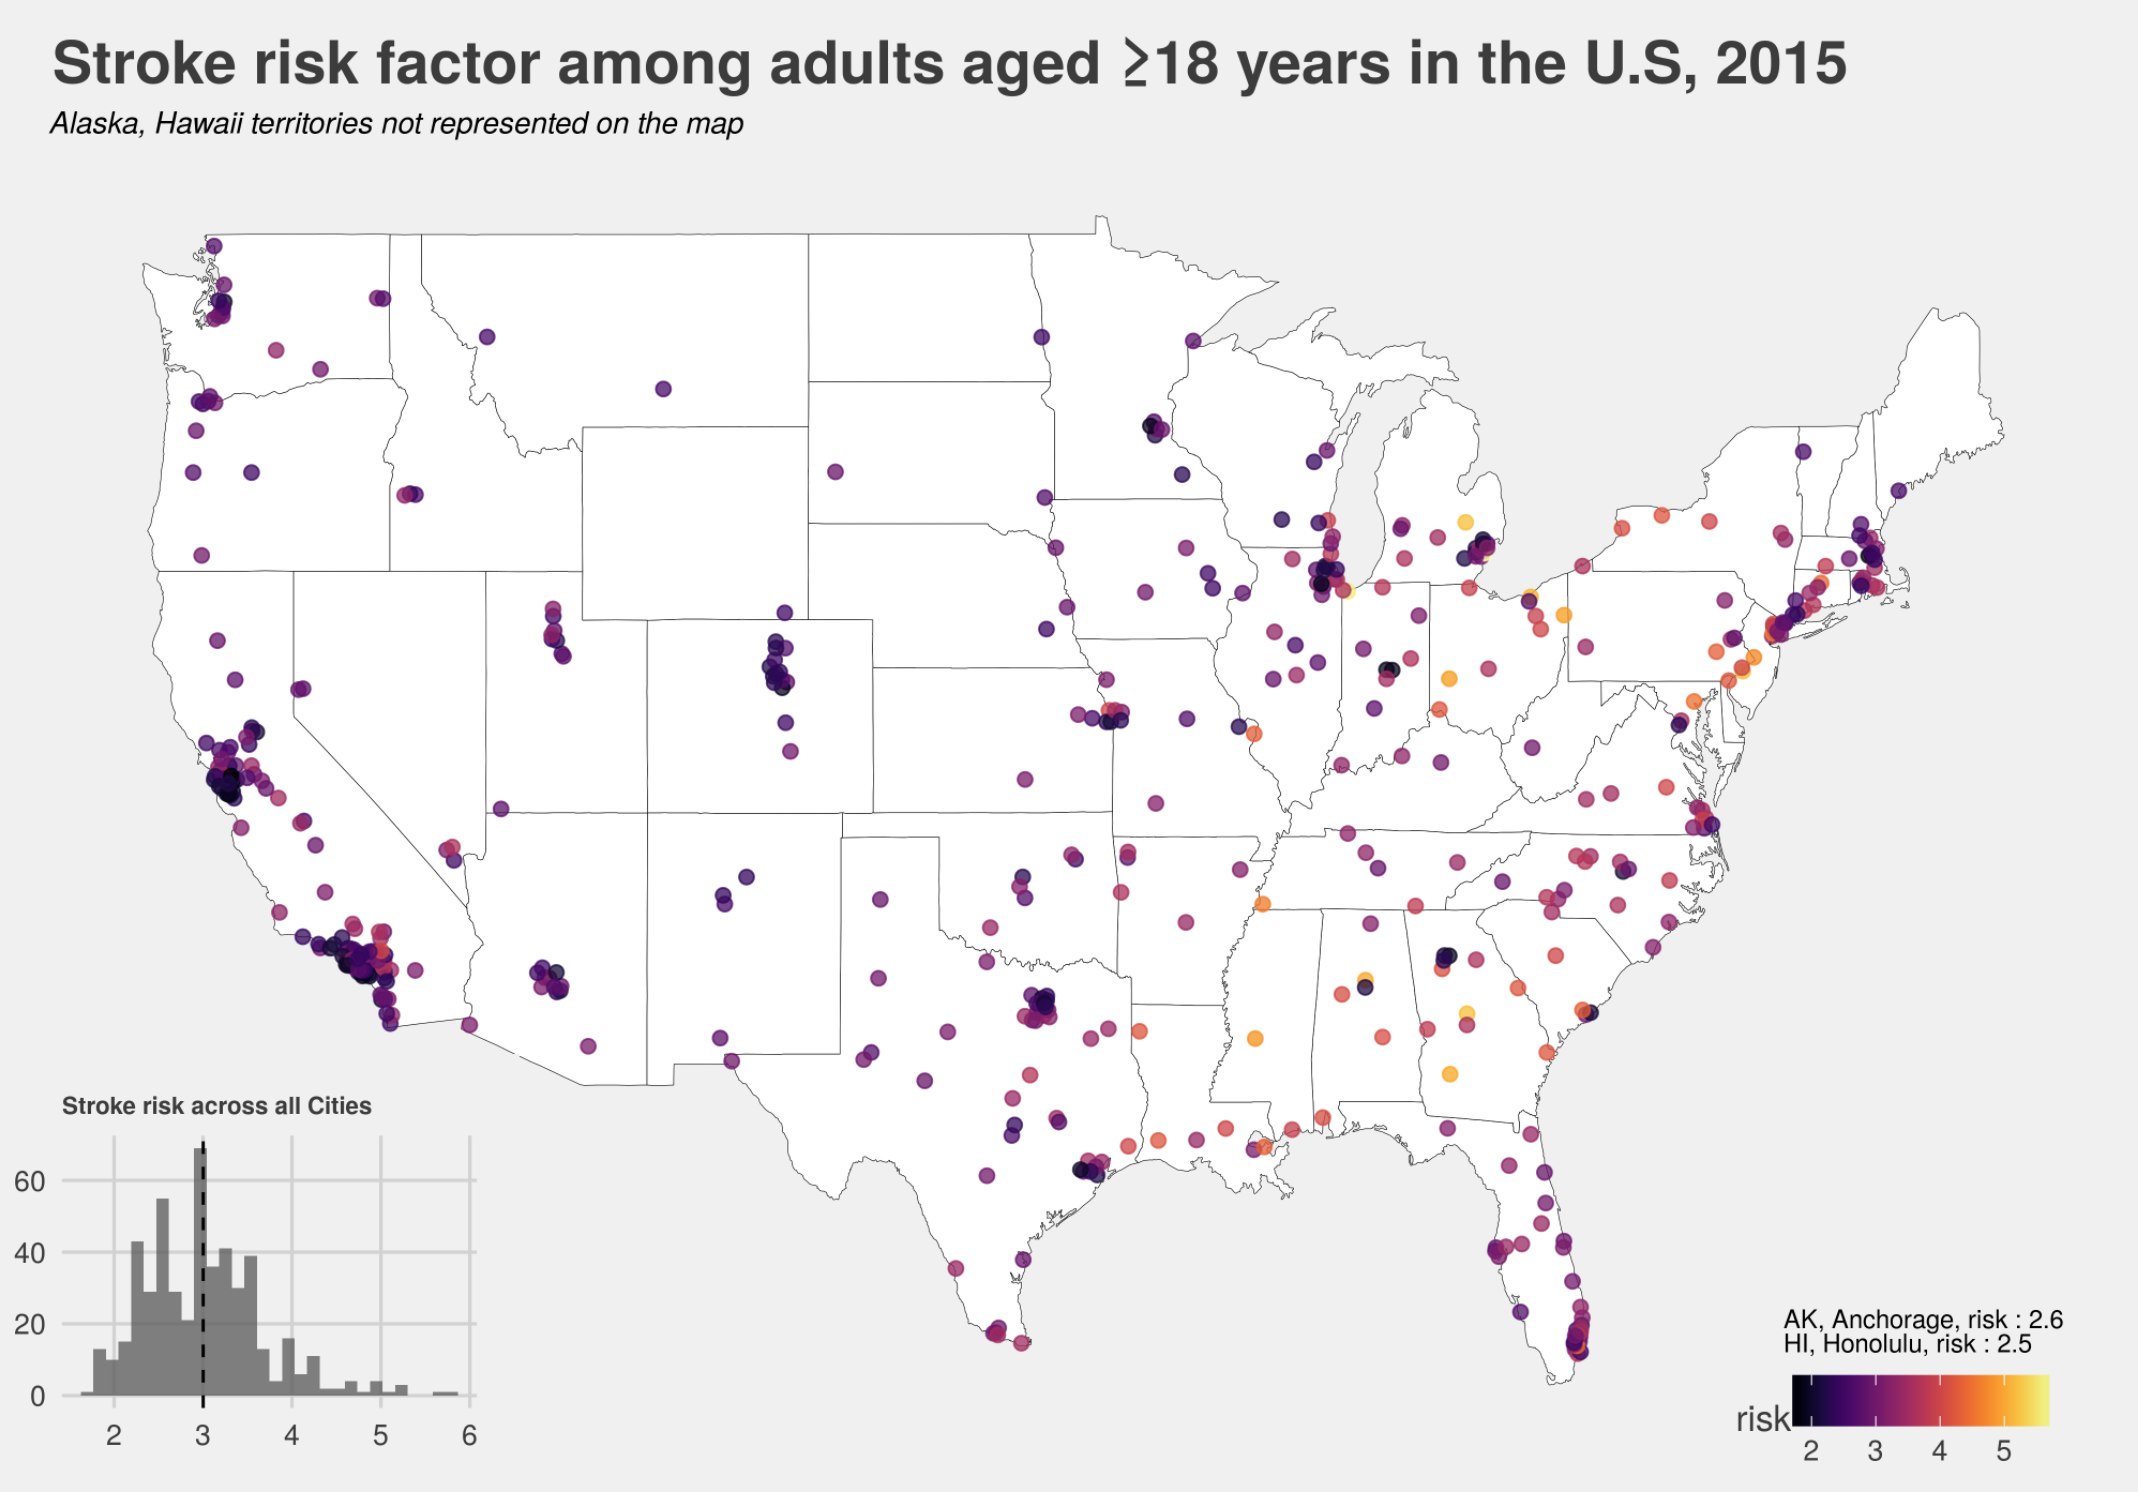 Stroke risk factor among adults aged ≥18 years in the U.S, 2015
Alaska, Hawaii territories not represented on the map
Stroke risk across all Cities
60
40
20
0
2 3 4 5 6
AK, Anchorage, risk : 2.6
HI, Honolulu, risk : 2.5
risk
2 3 4 5